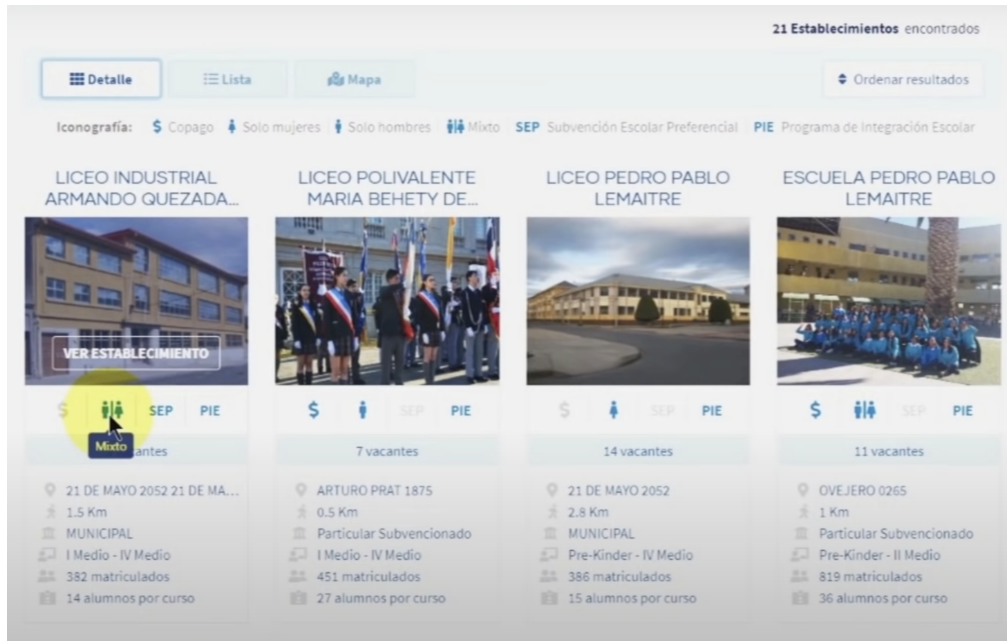 21 Establecimientos encontrados
Detalle Lista Mapa Ordenar resultados
Iconografía: $ Copago Solo mujeres Solo hombres Mixto SEP Subvención Escolar Preferencial PIE Programa de Integración Escolar
LICEO INDUSTRIAL
ARMANDO QUEZADA...
VER ESTABLECIMIENTO
$ SEP PIE
Mixto antes
21 DE MAYO 2052 21 DE MA...
1.5 Km
MUNICIPAL
I Medio - IV Medio
382 matriculados
14 alumnos por curso
LICEO POLIVALENTE
MARIA BEHETY DE...
$ SEP PIE
7 vacantes
ARTURO PRAT 1875
0.5 Km
Particular Subvencionado
I Medio - IV Medio
451 matriculados
27 alumnos por curso
LICEO PEDRO PABLO
LEMAITRE
$ SEP PIE
14 vacantes
21 DE MAYO 2052
2.8 Km
MUNICIPAL
Pre-Kinder - IV Medio
386 matriculados
15 alumnos por curso
ESCUELA PEDRO PABLO
LEMAITRE
$ SEP PIE
11 vacantes
OVEJERO 0265
1 Km
Particular Subvencionado
Pre-Kinder - II Medio
819 matriculados
36 alumnos por curso